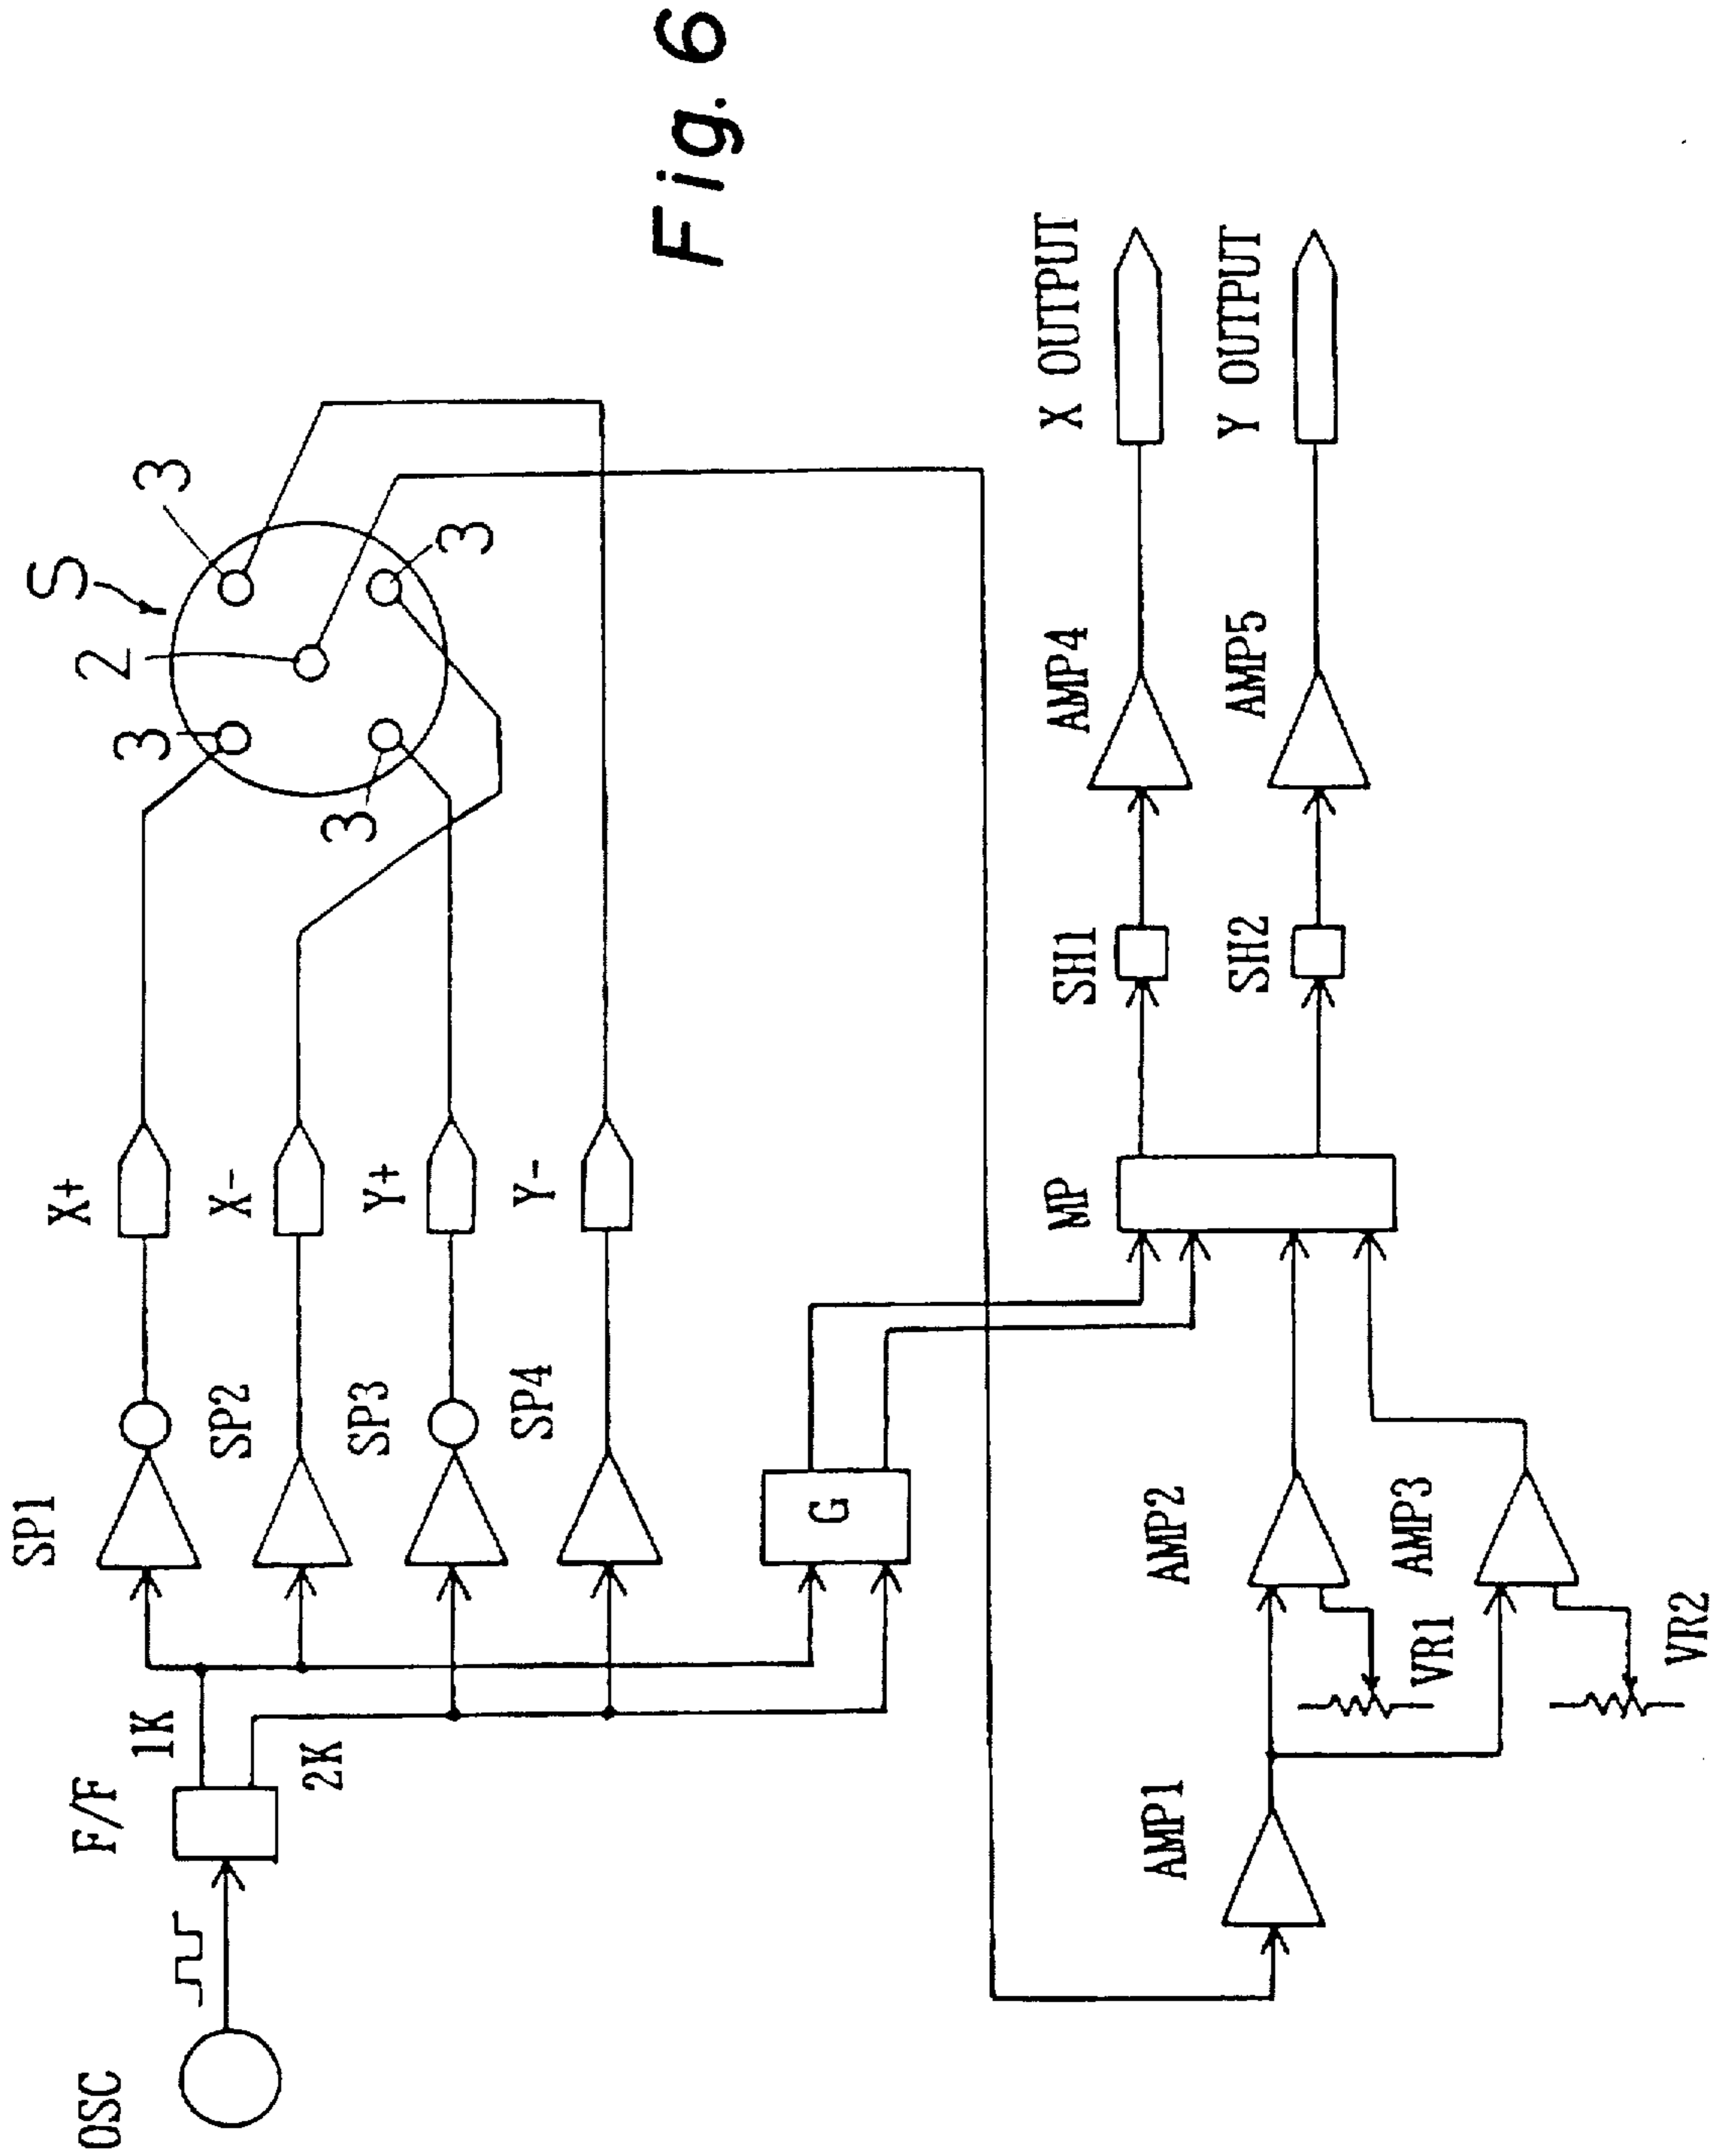 Fig. 6
OSC
F/F
1K
2K
SP1
SP2
SP3
SP4
X+
X-
Y+
Y-
S
3
2
3
3
3
G
MP
SH1
SH2
AMP1
AMP2
AMP3
VR1
VR2
AMP4
AMP5
X OUTPUT
Y OUTPUT